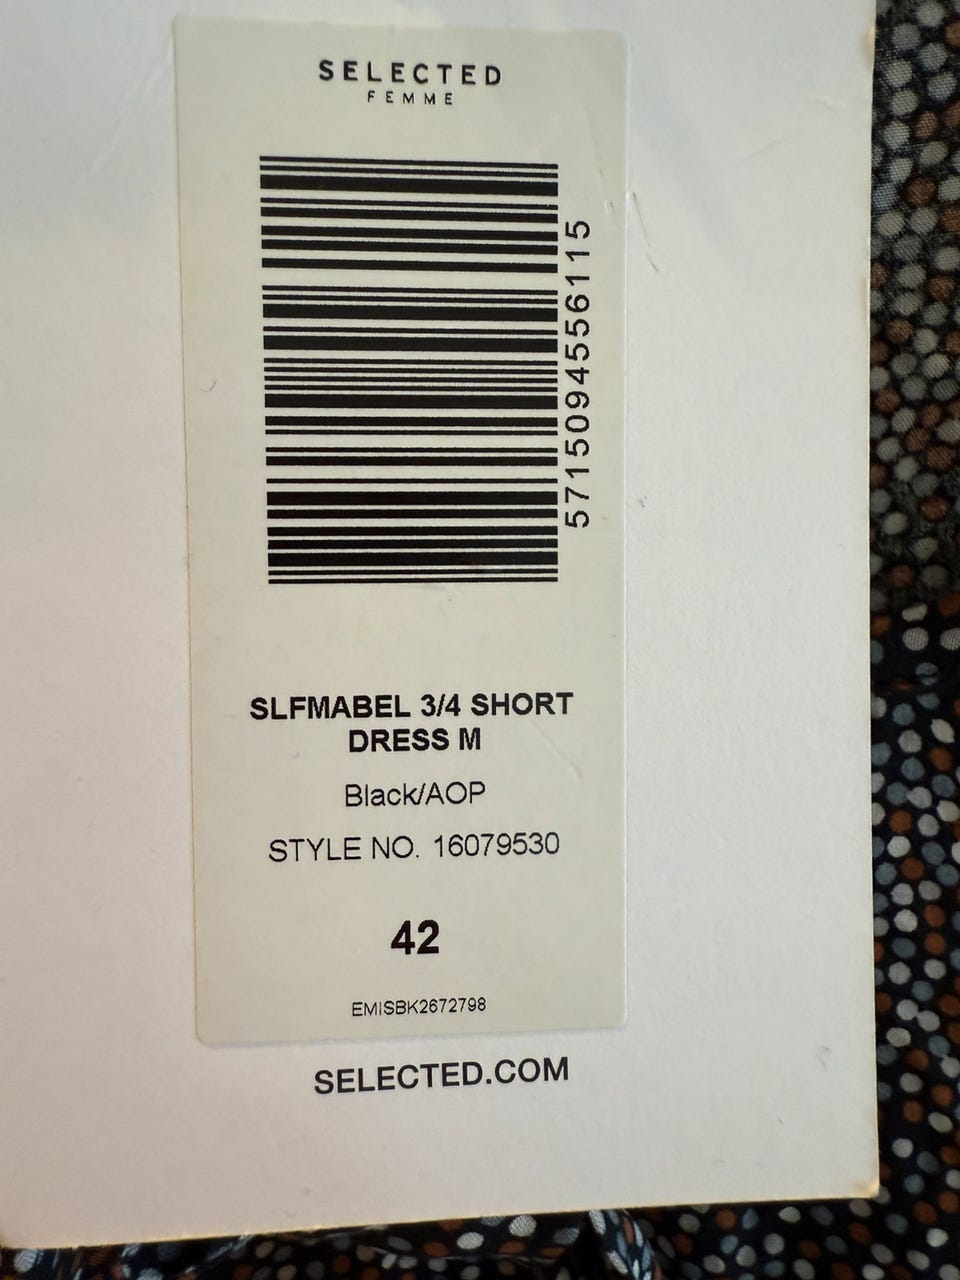 SELECTED
FEMME
5715094556115
SLFMABEL 3/4 SHORT
DRESS M
Black/AOP
STYLE NO. 16079530
42
EMISBK2672798
SELECTED.COM